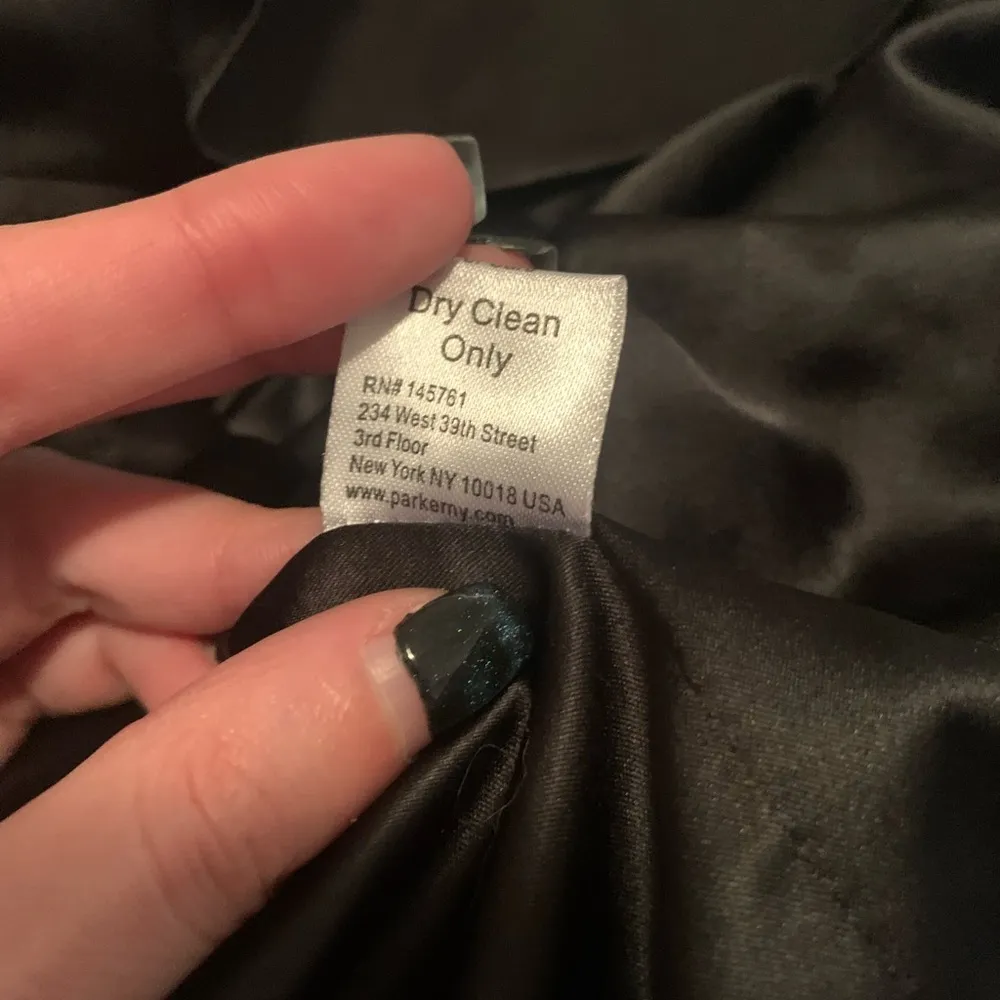 Dry Clean
Only
RN# 145761
234 West 39th Street
3rd Floor
New York NY 10018 USA
www.parkerny.com